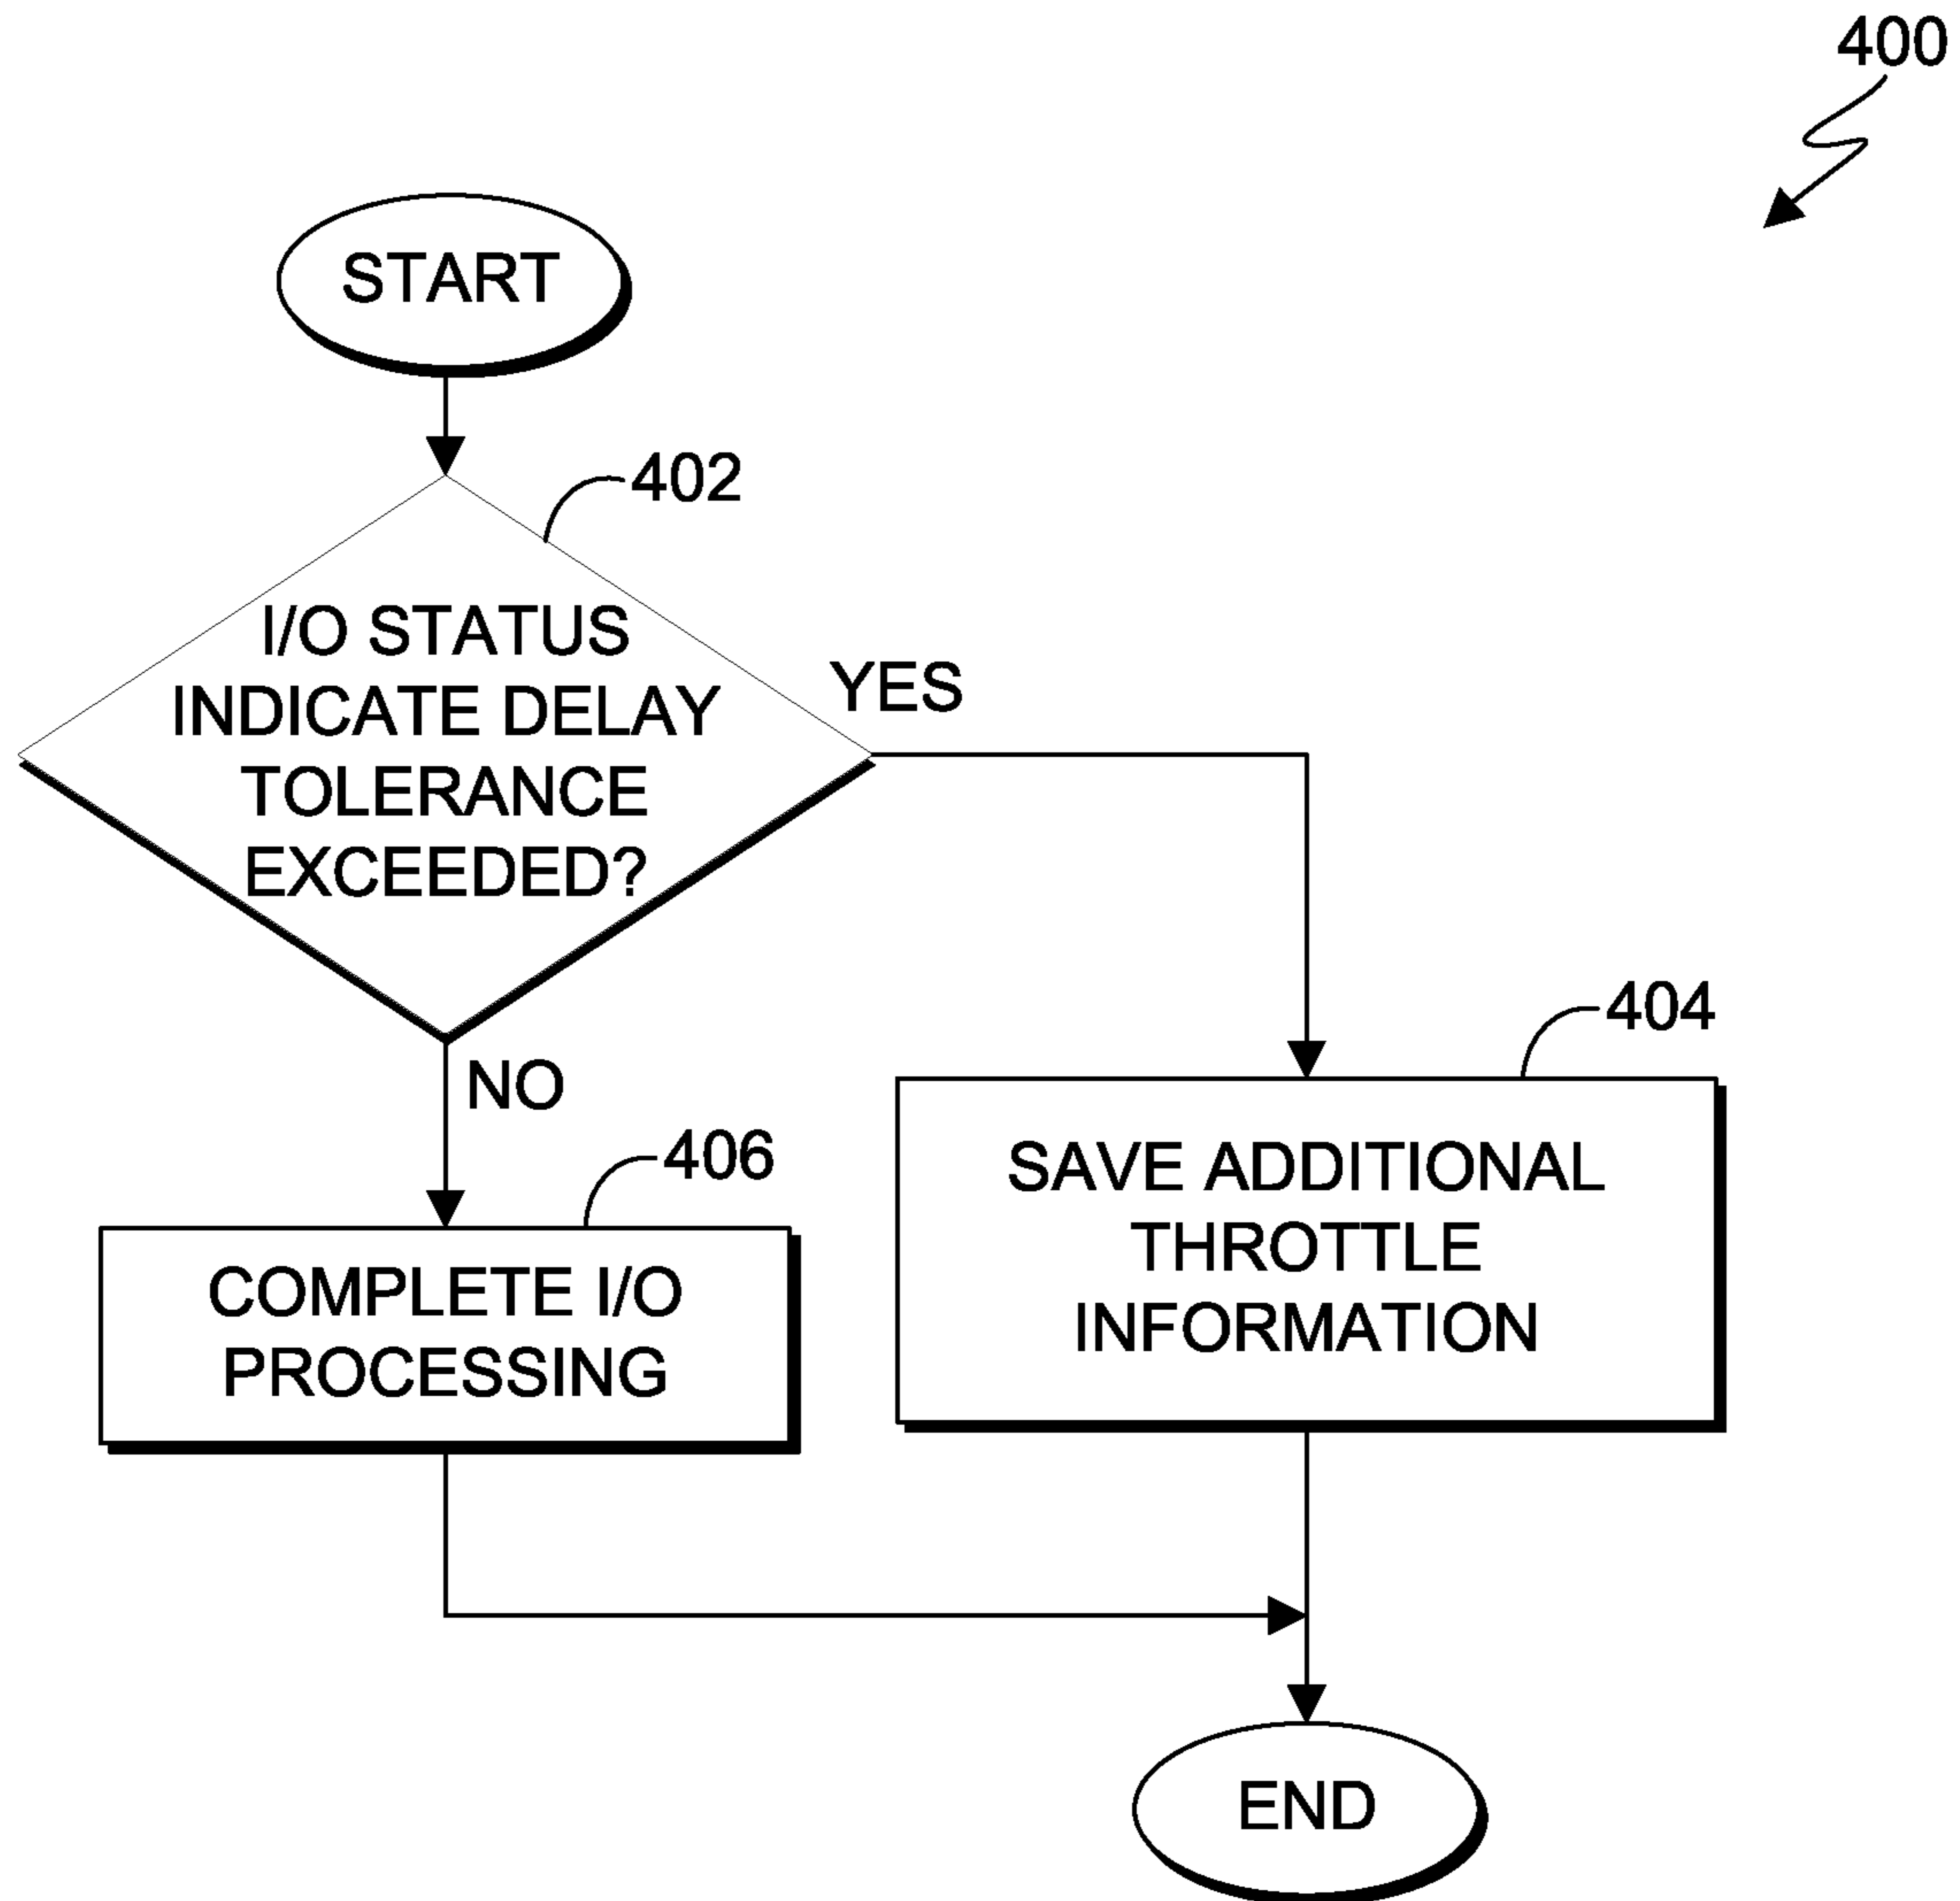 400
START
402
I/O STATUS
INDICATE DELAY
TOLERANCE
EXCEEDED?
YES
NO
404
SAVE ADDITIONAL
THROTTLE
INFORMATION
406
COMPLETE I/O
PROCESSING
END